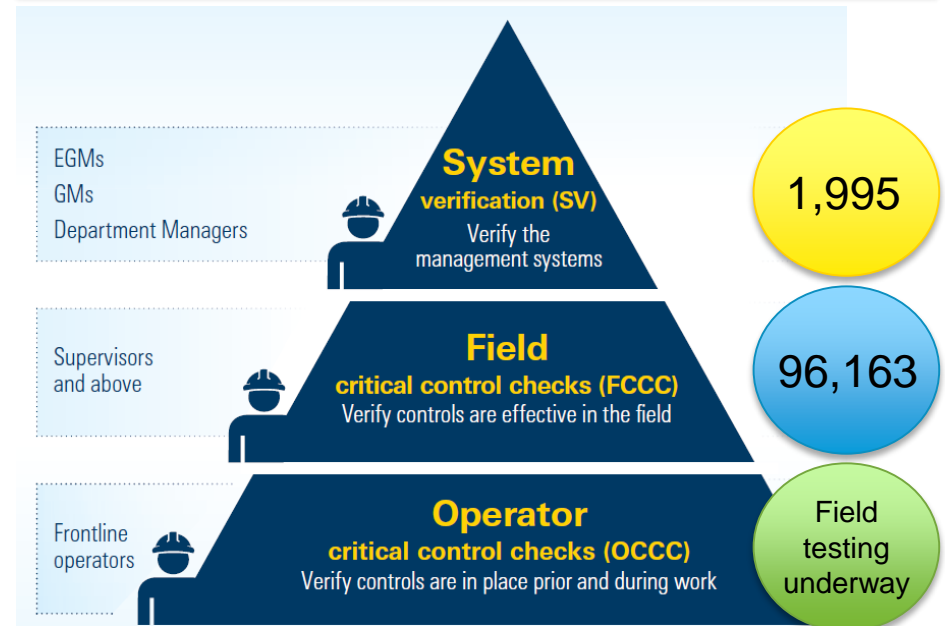 EGMs
GMs
Department Managers
System
verification (SV)
Verify the
management systems
1,995
Supervisors
and above
Field
critical control checks (FCCC)
Verify controls are effective in the field
96,163
Frontline
operators
Operator
critical control checks (OCCC)
Verify controls are in place prior and during work
Field
testing
underway